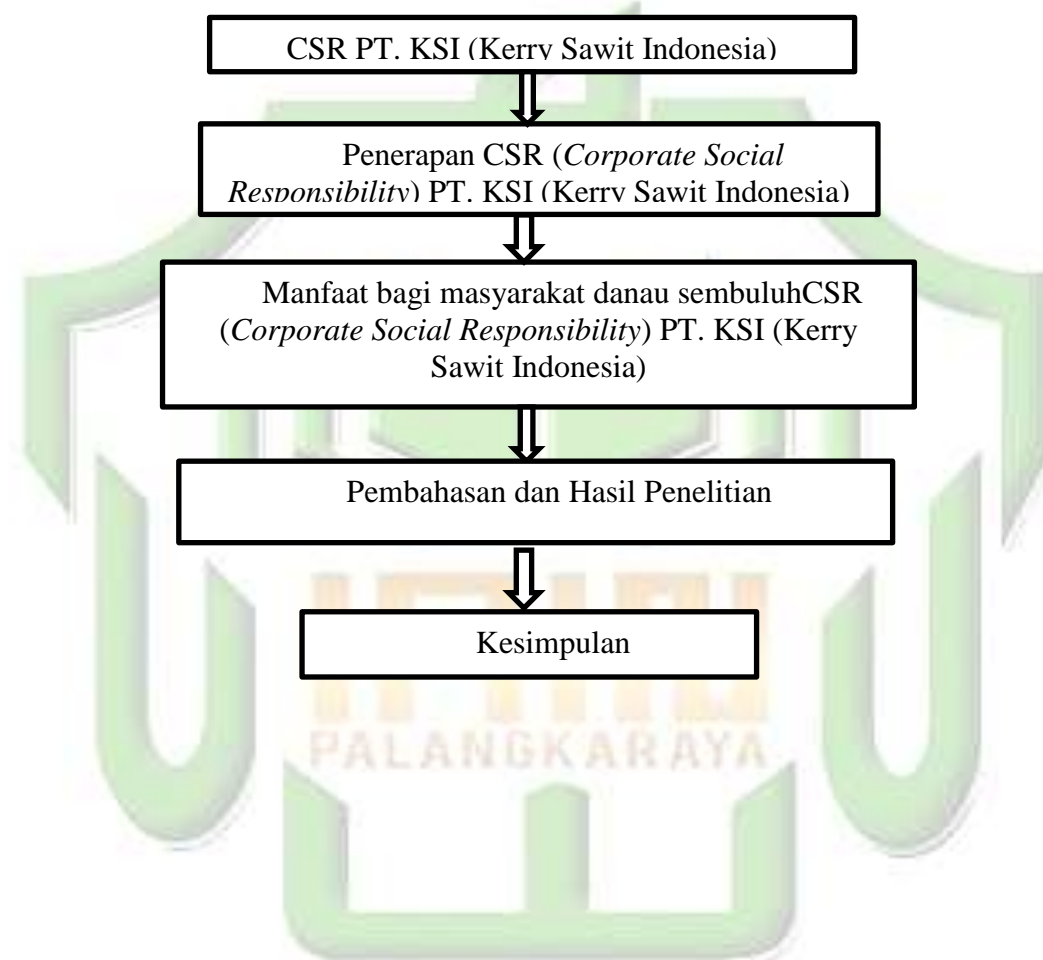 CSR PT. KSI (Kerry Sawit Indonesia)
Penerapan CSR (Corporate Social
Responsibility) PT. KSI (Kerry Sawit Indonesia)
Manfaat bagi masyarakat danau sembuluhCSR
(Corporate Social Responsibility) PT. KSI (Kerry
Sawit Indonesia)
Pembahasan dan Hasil Penelitian
Kesimpulan
PALANGKARAYA